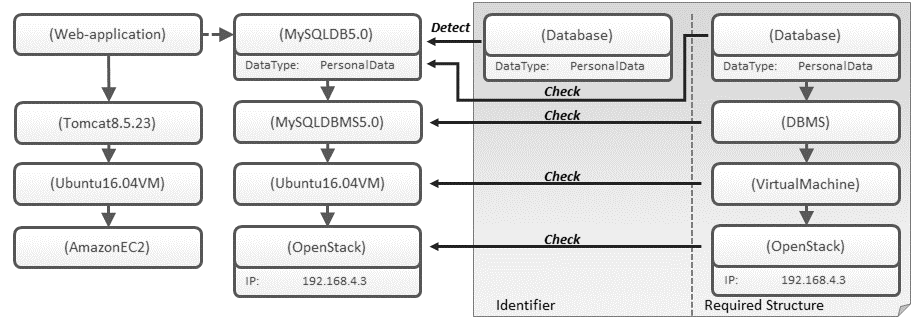 (Web-application)
(Tomcat8.5.23)
(Ubuntu16.04VM)
(AmazonEC2)
(MySQLDB5.0)
DataType: PersonalData
(MySQLDBMS5.0)
(Ubuntu16.04VM)
(OpenStack)
IP: 192.168.4.3
Detect
Check
Check
Check
Check
(Database)
DataType: PersonalData
Identifier
(Database)
DataType: PersonalData
(DBMS)
(VirtualMachine)
(OpenStack)
IP: 192.168.4.3
Required Structure